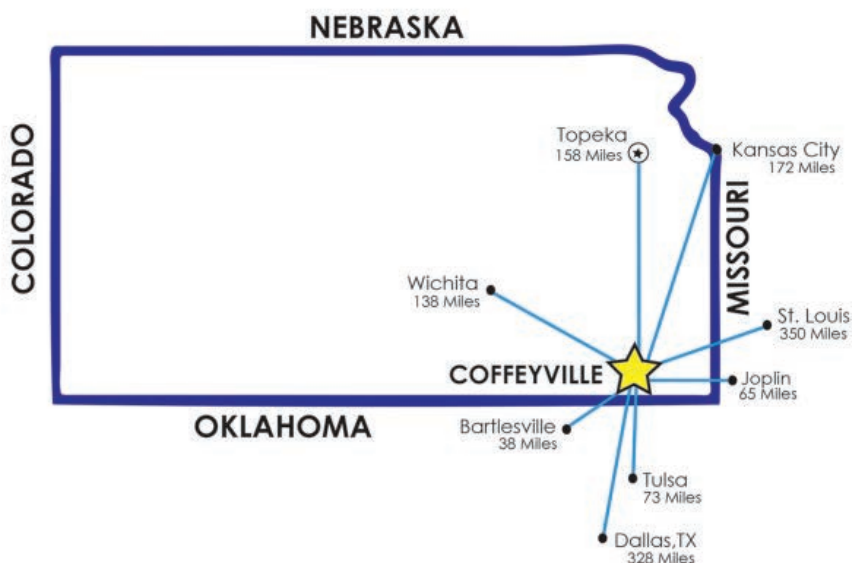 NEBRASKA
COLORADO
Topeka
158 Miles
Kansas City
172 Miles
MISSOURI
Wichita
138 Miles
St. Louis
350 Miles
COFFEYVILLE
Joplin
65 Miles
OKLAHOMA
Bartlesville
38 Miles
Tulsa
73 Miles
Dallas,TX
328 Miles